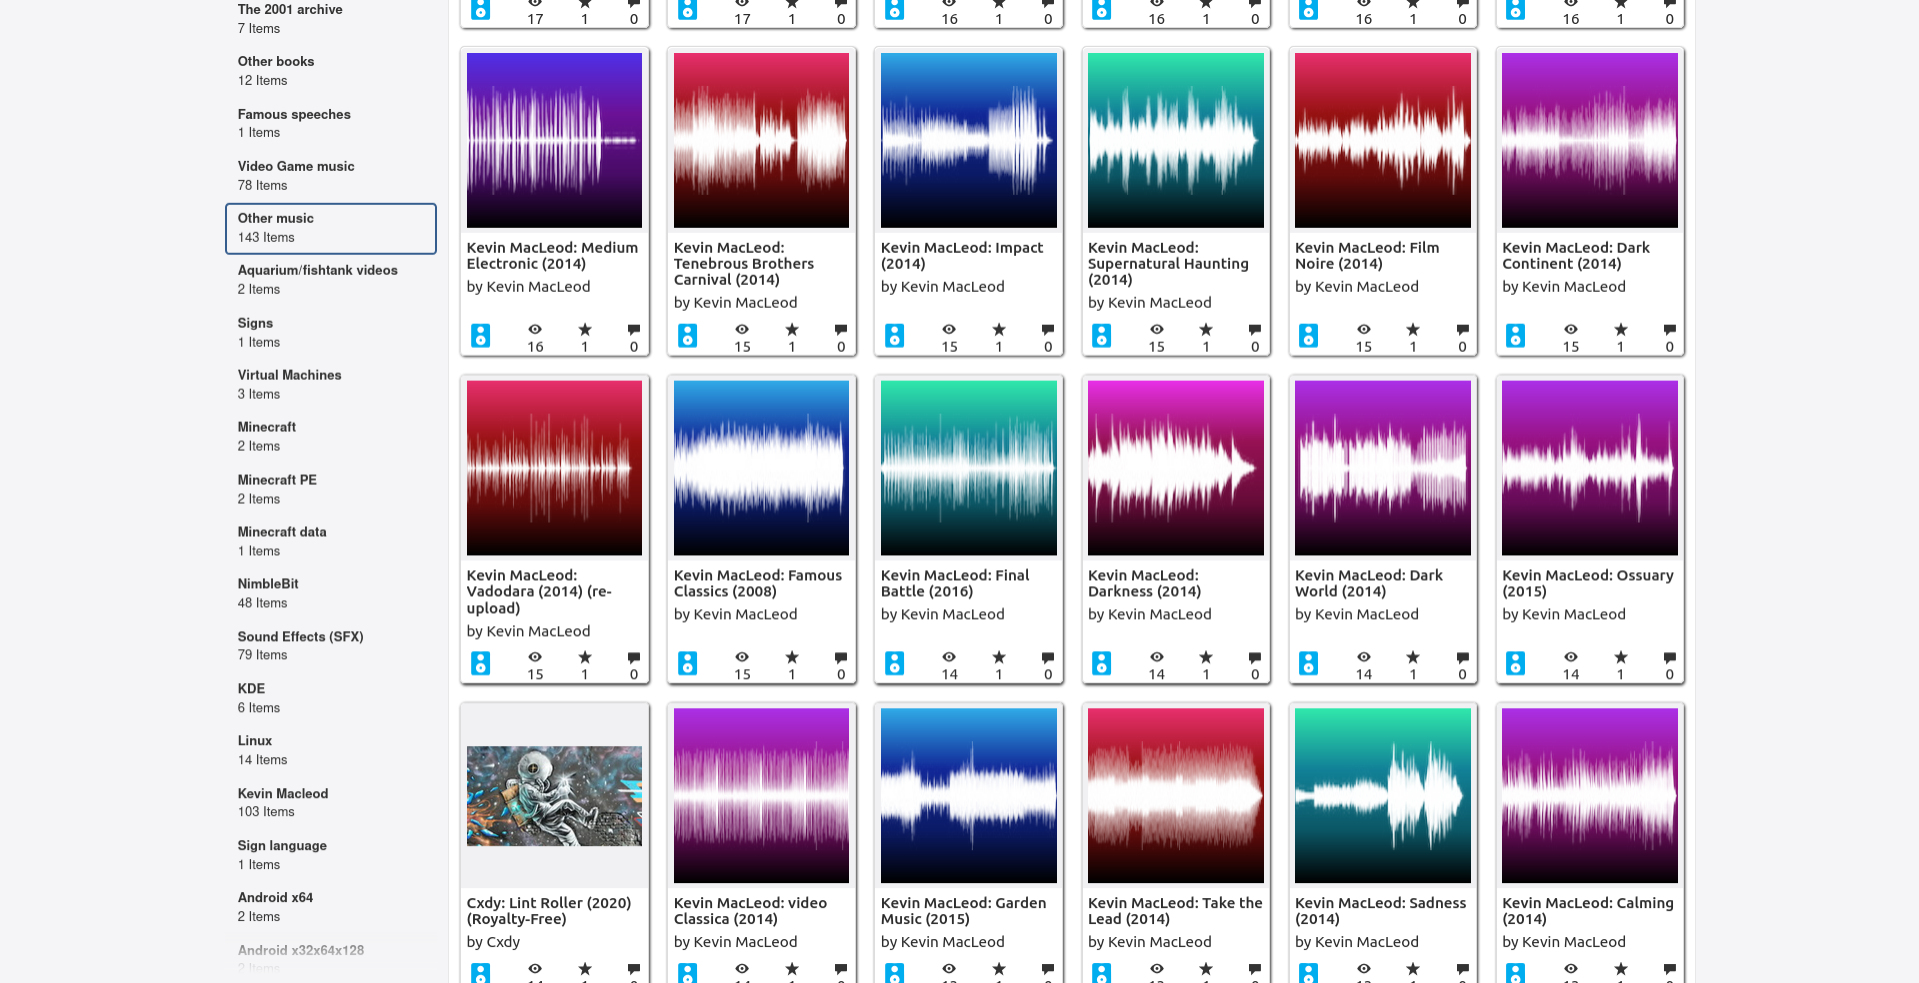 The 2001 archive
7 Items
Other books
12 Items
Famous speeches
1 Items
Video Game music
78 Items
Other music
143 Items
Aquarium/fishtank videos
2 Items
Signs
1 Items
Virtual Machines
3 Items
Minecraft
2 Items
Minecraft PE
2 Items
Minecraft data
1 Items
NimbleBit
48 Items
Sound Effects (SFX)
79 Items
KDE
6 Items
Linux
14 Items
Kevin Macleod
103 Items
Sign language
1 Items
Android x64
2 Items
Android x32x64x128
17 1 0
17 1 0
16 1 0
16 1 0
16 1 0
16 1 0
Kevin MacLeod: Medium
Electronic (2014)
by Kevin MacLeod
16 1 0
Kevin MacLeod:
Tenebrous Brothers
Carnival (2014)
by Kevin MacLeod
15 1 0
Kevin MacLeod: Impact
(2014)
by Kevin MacLeod
15 1 0
Kevin MacLeod:
Supernatural Haunting
(2014)
by Kevin MacLeod
15 1 0
Kevin MacLeod: Film
Noire (2014)
by Kevin MacLeod
15 1 0
Kevin MacLeod: Dark
Continent (2014)
by Kevin MacLeod
15 1 0
Kevin MacLeod:
Vadodara (2014) (re-
upload)
by Kevin MacLeod
15 1 0
Kevin MacLeod: Famous
Classics (2008)
by Kevin MacLeod
15 1 0
Kevin MacLeod: Final
Battle (2016)
by Kevin MacLeod
14 1 0
Kevin MacLeod:
Darkness (2014)
by Kevin MacLeod
14 1 0
Kevin MacLeod: Dark
World (2014)
by Kevin MacLeod
14 1 0
Kevin MacLeod: Ossuary
(2015)
by Kevin MacLeod
14 1 0
Cxdy: Lint Roller (2020)
(Royalty-Free)
by Cxdy
Kevin MacLeod: video
Classica (2014)
by Kevin MacLeod
Kevin MacLeod: Garden
Music (2015)
by Kevin MacLeod
Kevin MacLeod: Take the
Lead (2014)
by Kevin MacLeod
Kevin MacLeod: Sadness
(2014)
by Kevin MacLeod
Kevin MacLeod: Calming
(2014)
by Kevin MacLeod